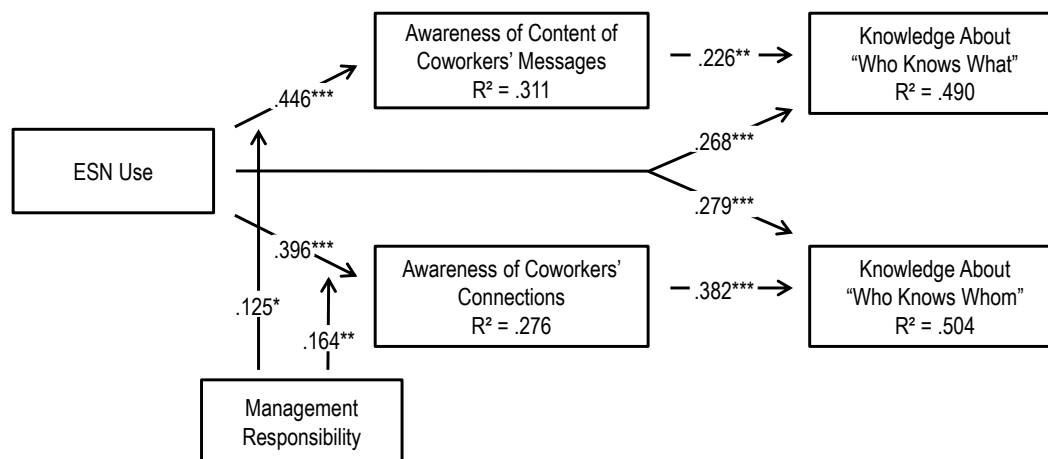 Awareness of Content of
Coworkers’ Messages
R² = .311
.226**
Knowledge About
“Who Knows What”
R² = .490
.446***
ESN Use
.268***
.279***
.396***
Awareness of Coworkers’
Connections
R² = .276
.382***
Knowledge About
“Who Knows Whom”
R² = .504
.125*
.164**
Management
Responsibility